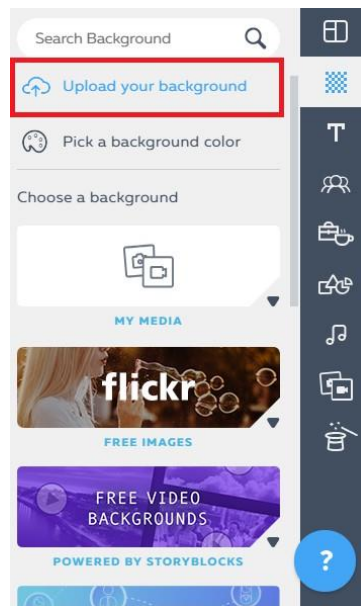 Search Background
Upload your background
Pick a background color
Choose a background
MY MEDIA
flickr
FREE IMAGES
FREE VIDEO
BACKGROUNDS
POWERED BY STORYBLOCKS
T
?